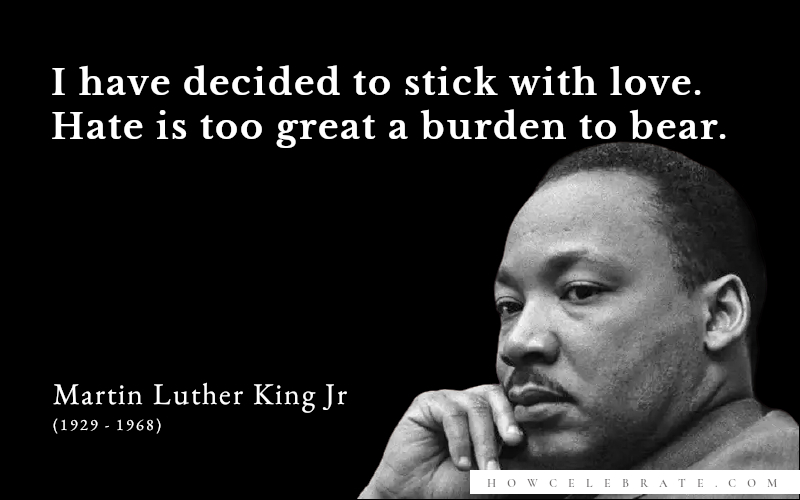 I have decided to stick with love.
Hate is too great a burden to bear.
Martin Luther King Jr
(1929 - 1968)
HOWCELEBRATE.COM